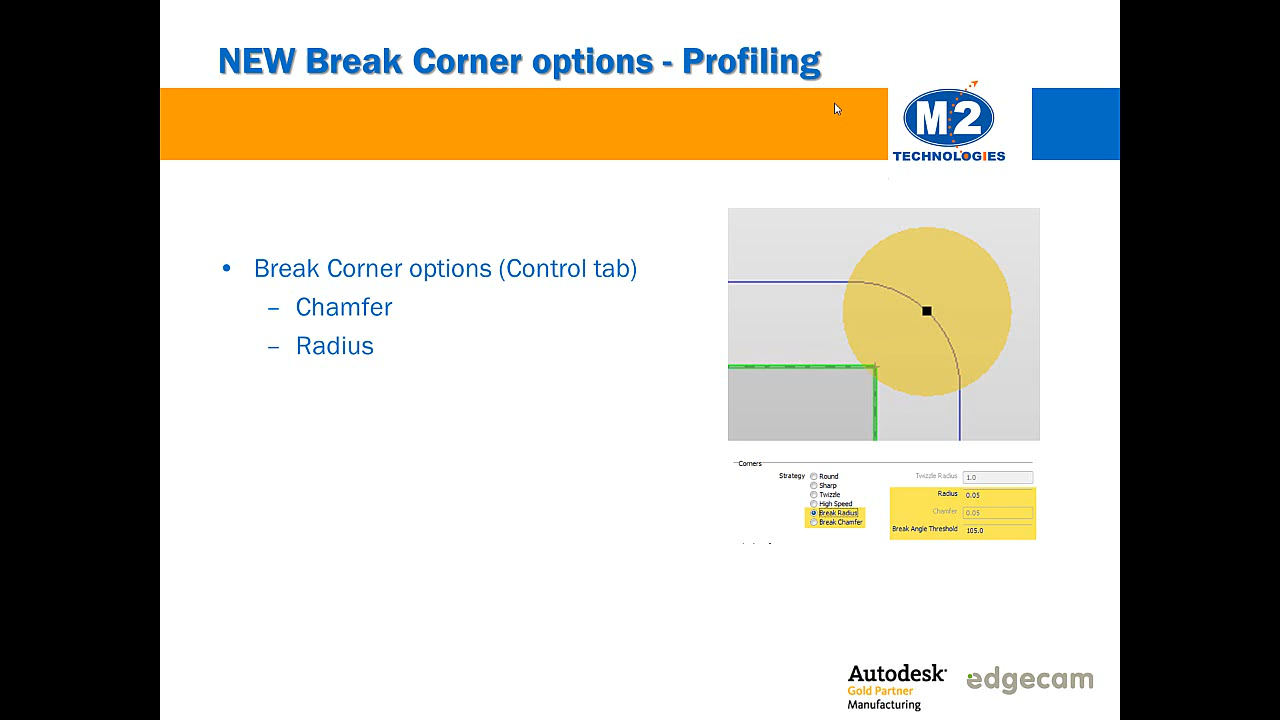 NEW Break Corner options - Profiling
M2
TECHNOLOGIES
• Break Corner options (Control tab)
– Chamfer
– Radius
Corners
Strategy Round Twizzle Radius 1.0
Sharp
Twizzle Radius 0.05
High Speed
Break Radius Chamfer 0.05
Break Chamfer
Break Angle Threshold 105.0
Autodesk
Gold Partner
Manufacturing
edgecam